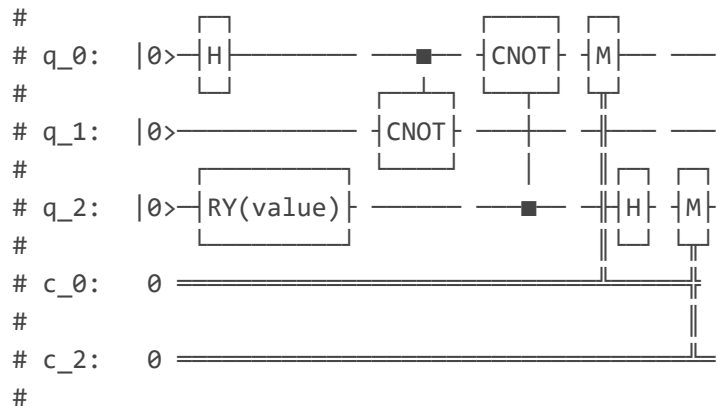 #
# q_0: |0> H ■ CNOT M
#
# q_1: |0> CNOT
#
# q_2: |0> RY(value) ■ H M
#
# c_0: 0
#
# c_2: 0
#